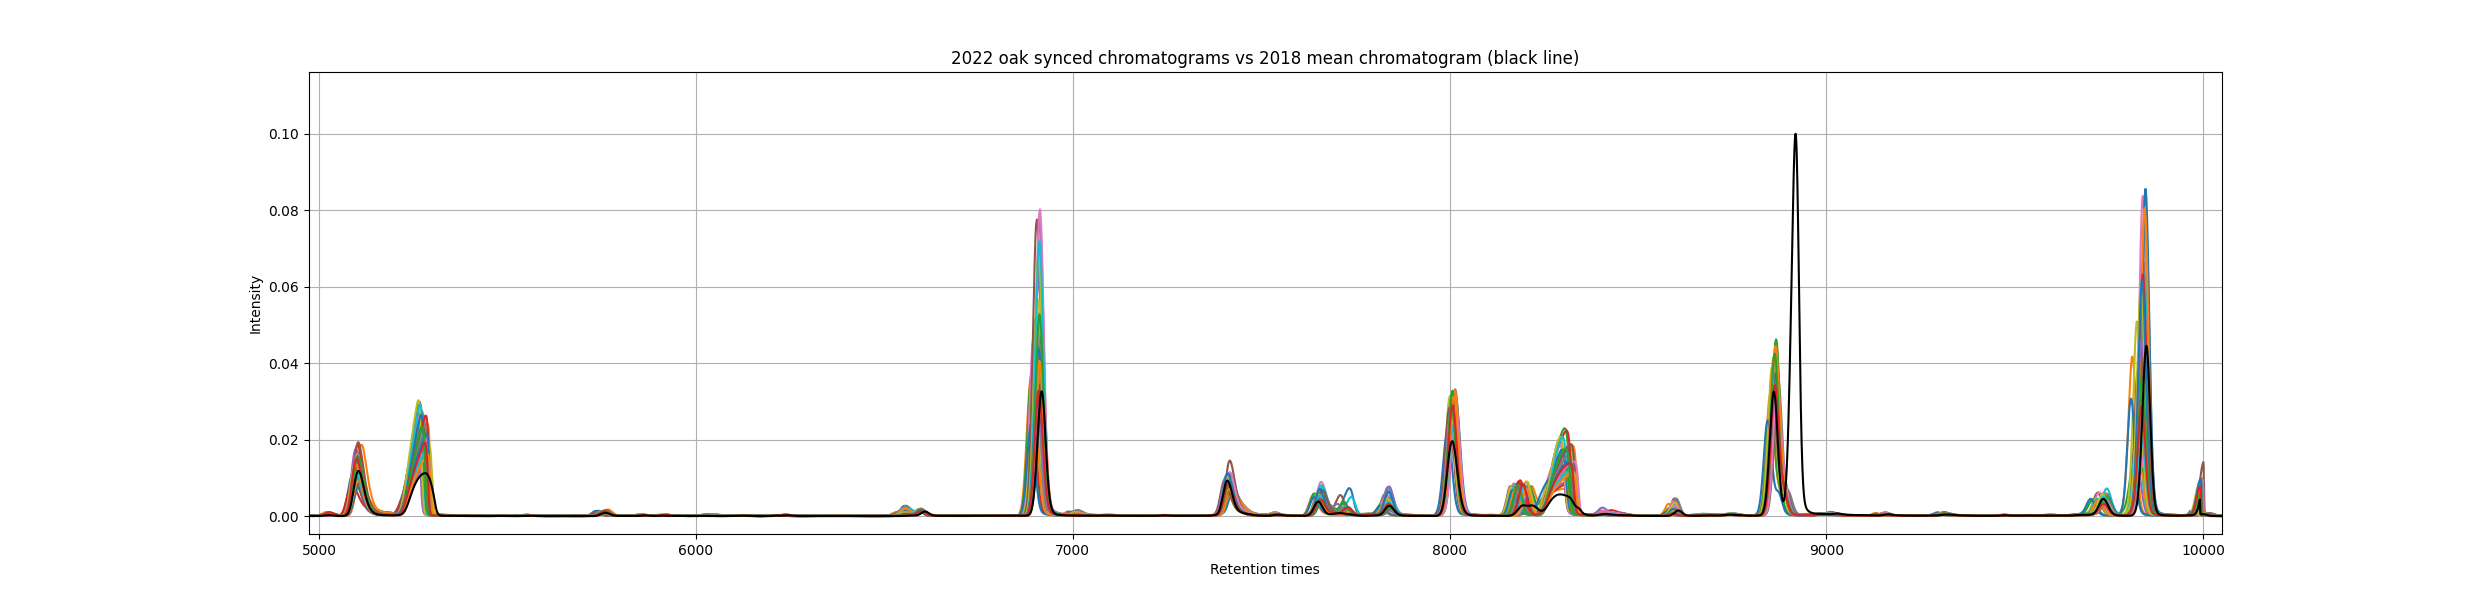 2022 oak synced chromatograms vs 2018 mean chromatogram (black line)
0.10
0.08
0.06
0.04
0.02
0.00
Intensity
5000 6000 7000 8000 9000 10000
Retention times